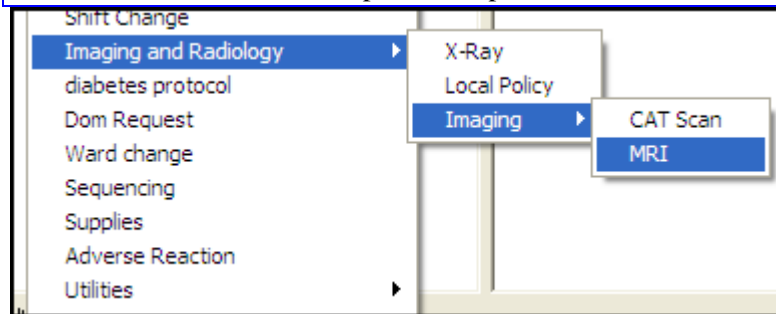 Shift Change
Imaging and Radiology
diabetes protocol
Dom Request
Ward change
Sequencing
Supplies
Adverse Reaction
Utilities
X-Ray
Local Policy
Imaging
CAT Scan
MRI